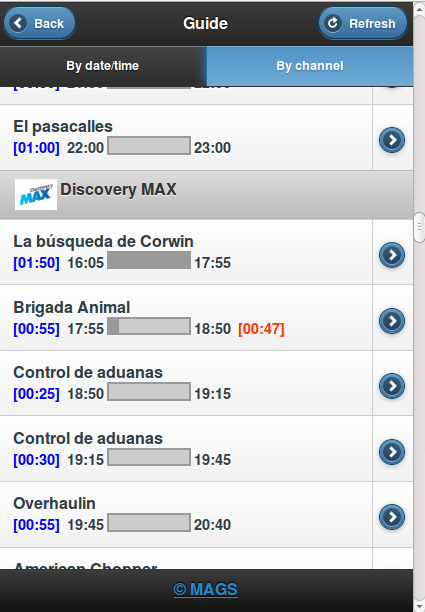 Back
Guide
Refresh
By date/time
By channel
El pasacalles
[01:00] 22:00 23:00
Discovery MAX
Discovery MAX
La búsqueda de Corwin
[01:50] 16:05 17:55
Brigada Animal
[00:55] 17:55 18:50 [00:47]
Control de aduanas
[00:25] 18:50 19:15
Control de aduanas
[00:30] 19:15 19:45
Overhaulin
[00:55] 19:45 20:40
American Chopper
© MAGS